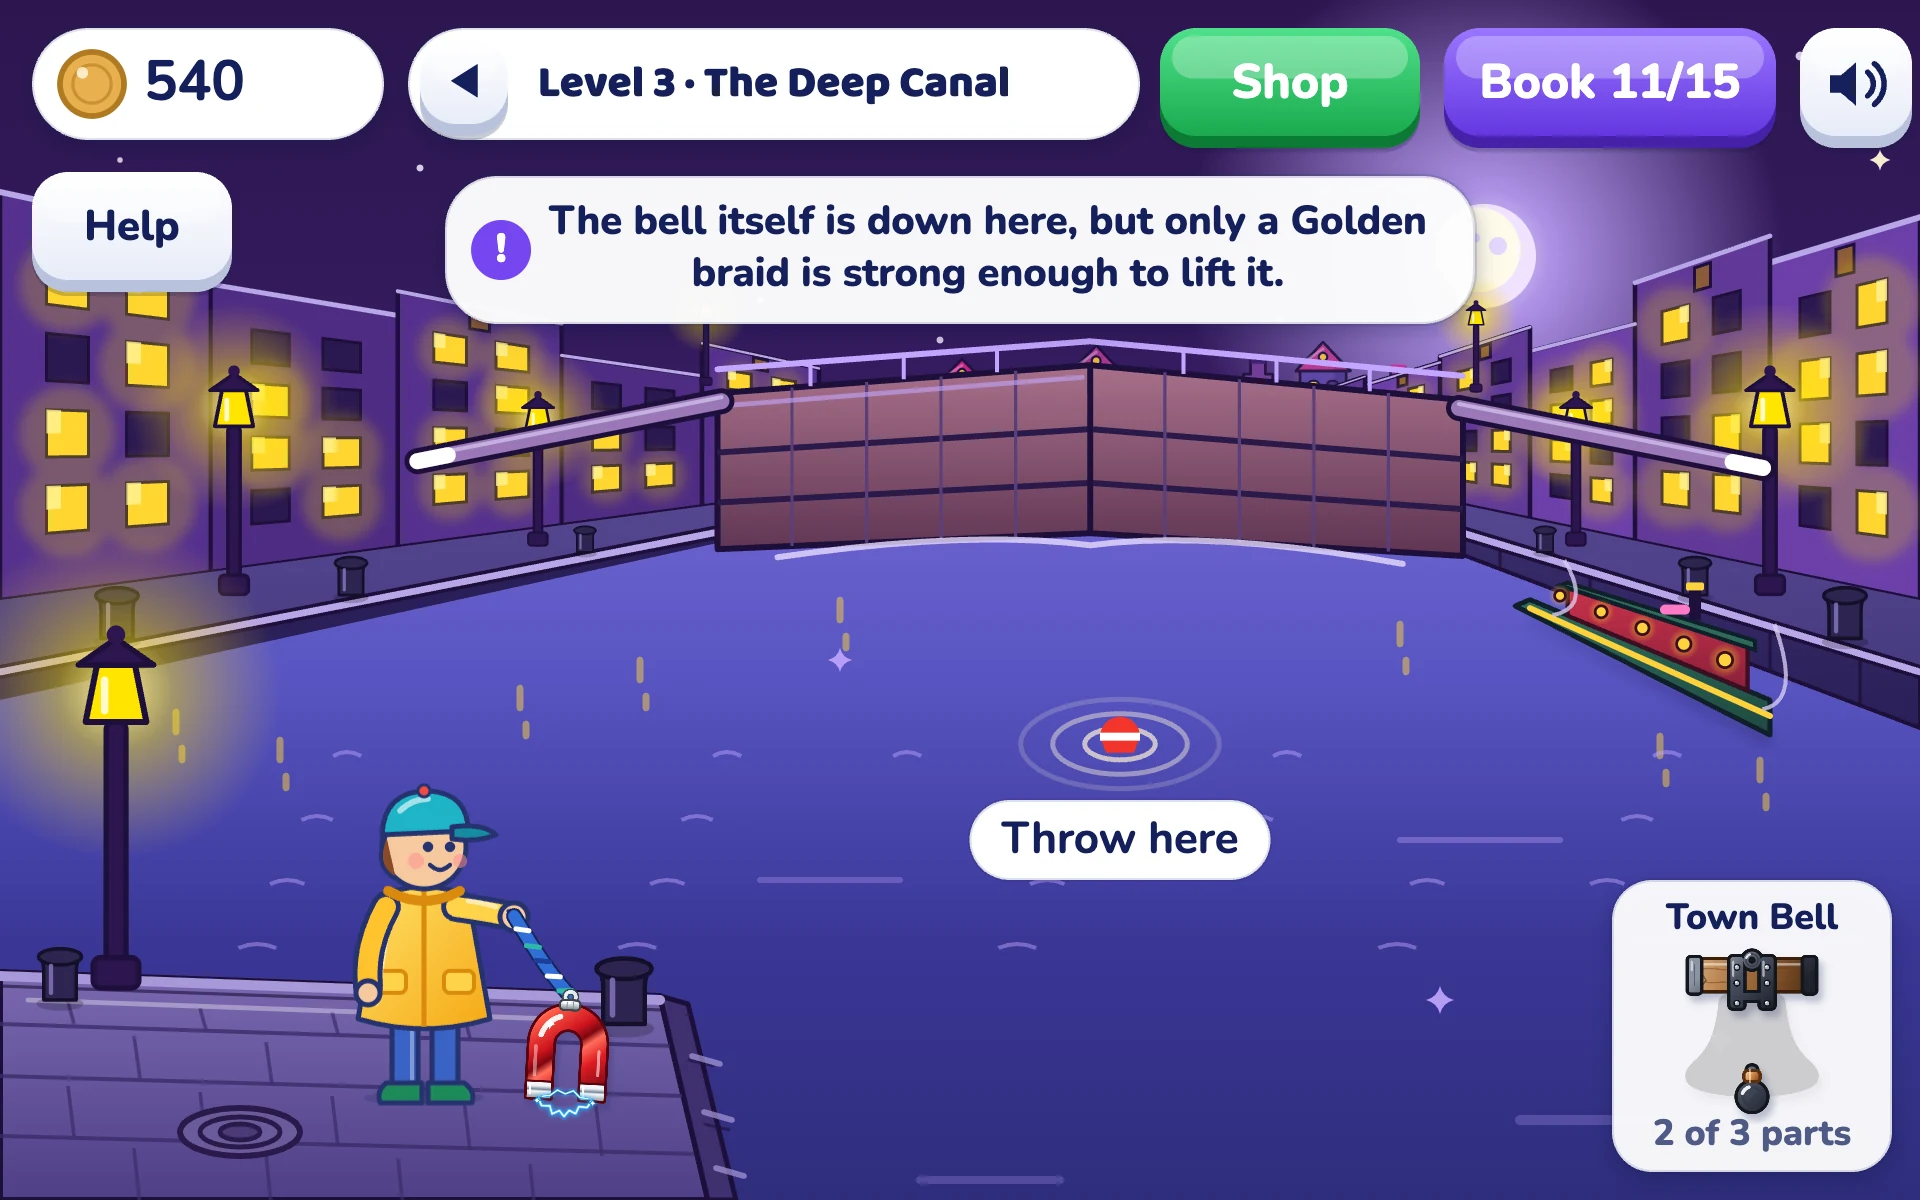 540
Level 3 · The Deep Canal
Shop
Book 11/15
Help
! The bell itself is down here, but only a Golden
braid is strong enough to lift it.
Throw here
Town Bell
2 of 3 parts